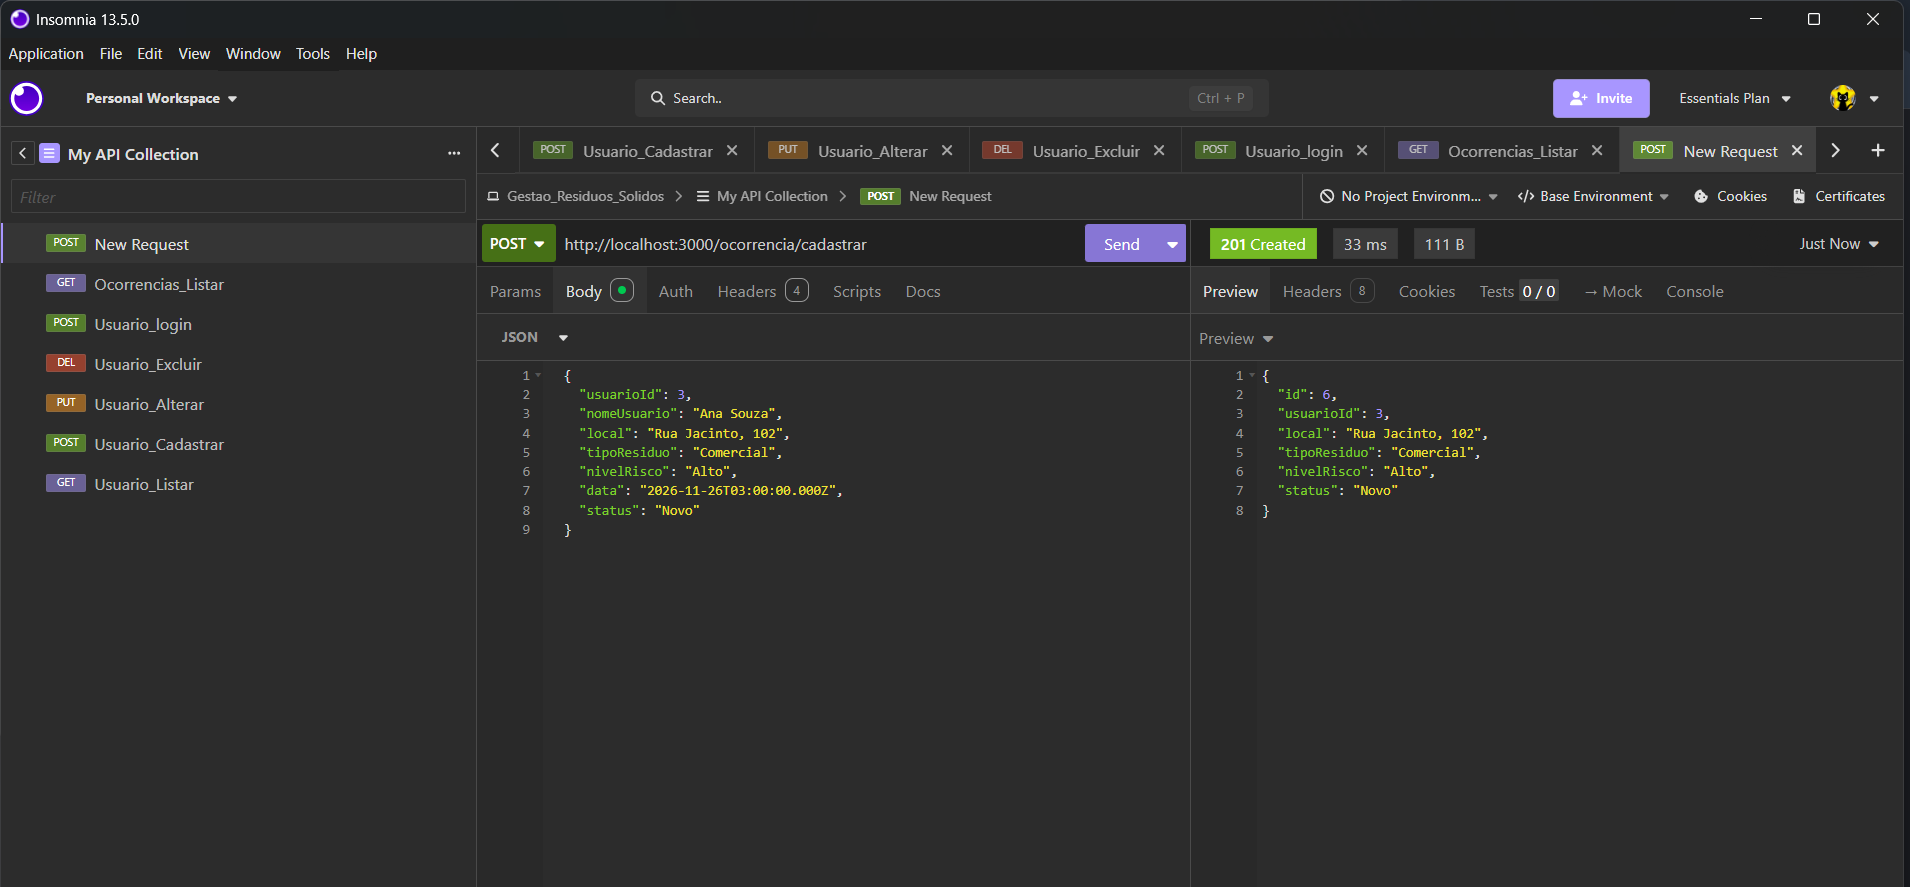 Insomnia 13.5.0
Application File Edit View Window Tools Help
Personal Workspace
Search..
Ctrl + P
Invite
Essentials Plan
My API Collection
POST Usuario_Cadastrar
PUT Usuario_Alterar
DEL Usuario_Excluir
POST Usuario_login
GET Ocorrencias_Listar
POST New Request
Filter
Gestao_Residuos_Solidos
My API Collection
POST New Request
No Project Environm...
Base Environment
Cookies
Certificates
POST New Request
GET Ocorrencias_Listar
POST Usuario_login
DEL Usuario_Excluir
PUT Usuario_Alterar
POST Usuario_Cadastrar
GET Usuario_Listar
POST http://localhost:3000/ocorrencia/cadastrar
Send
201 Created
33 ms
111 B
Just Now
Params Body Auth Headers 4 Scripts Docs
Preview Headers 8 Cookies Tests 0 / 0 → Mock Console
JSON
1 {
2 "usuarioId": 3,
3 "nomeUsuario": "Ana Souza",
4 "local": "Rua Jacinto, 102",
5 "tipoResiduo": "Comercial",
6 "nivelRisco": "Alto",
7 "data": "2026-11-26T03:00:00.000Z",
8 "status": "Novo"
9 }
Preview
1 {
2 "id": 6,
3 "usuarioId": 3,
4 "local": "Rua Jacinto, 102",
5 "tipoResiduo": "Comercial",
6 "nivelRisco": "Alto",
7 "status": "Novo"
8 }